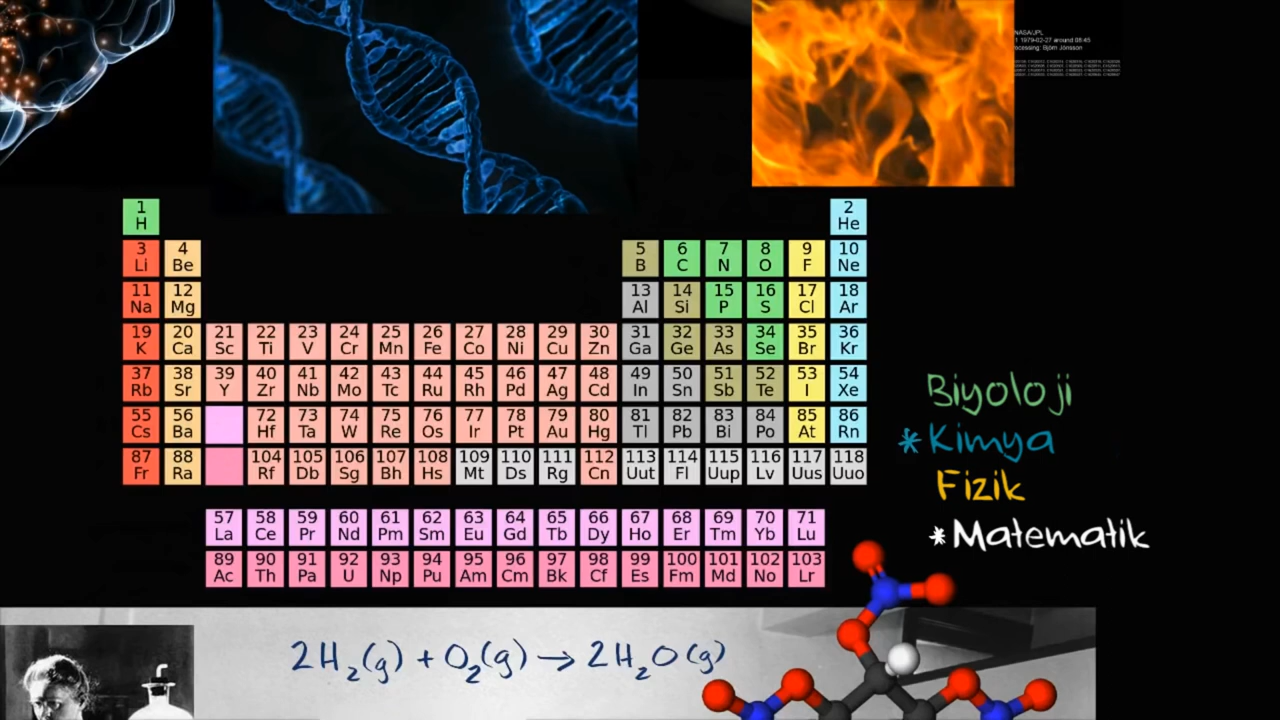 NASA/JPL
1 1979-02-27 around 08:45
ocessing: Björn Jónsson
1 H 2 He
3 Li 4 Be 5 B 6 C 7 N 8 O 9 F 10 Ne
11 Na 12 Mg 13 Al 14 Si 15 P 16 S 17 Cl 18 Ar
19 K 20 Ca 21 Sc 22 Ti 23 V 24 Cr 25 Mn 26 Fe 27 Co 28 Ni 29 Cu 30 Zn 31 Ga 32 Ge 33 As 34 Se 35 Br 36 Kr
37 Rb 38 Sr 39 Y 40 Zr 41 Nb 42 Mo 43 Tc 44 Ru 45 Rh 46 Pd 47 Ag 48 Cd 49 In 50 Sn 51 Sb 52 Te 53 I 54 Xe
55 Cs 56 Ba 72 Hf 73 Ta 74 W 75 Re 76 Os 77 Ir 78 Pt 79 Au 80 Hg 81 Tl 82 Pb 83 Bi 84 Po 85 At 86 Rn
87 Fr 88 Ra 104 Rf 105 Db 106 Sg 107 Bh 108 Hs 109 Mt 110 Ds 111 Rg 112 Cn 113 Uut 114 Fl 115 Uup 116 Lv 117 Uus 118 Uuo
57 La 58 Ce 59 Pr 60 Nd 61 Pm 62 Sm 63 Eu 64 Gd 65 Tb 66 Dy 67 Ho 68 Er 69 Tm 70 Yb 71 Lu
89 Ac 90 Th 91 Pa 92 U 93 Np 94 Pu 95 Am 96 Cm 97 Bk 98 Cf 99 Es 100 Fm 101 Md 102 No 103 Lr
Biyoloji
* Kimya
Fizik
* Matematik
2H₂(g) + O₂(g) → 2H₂O(g)